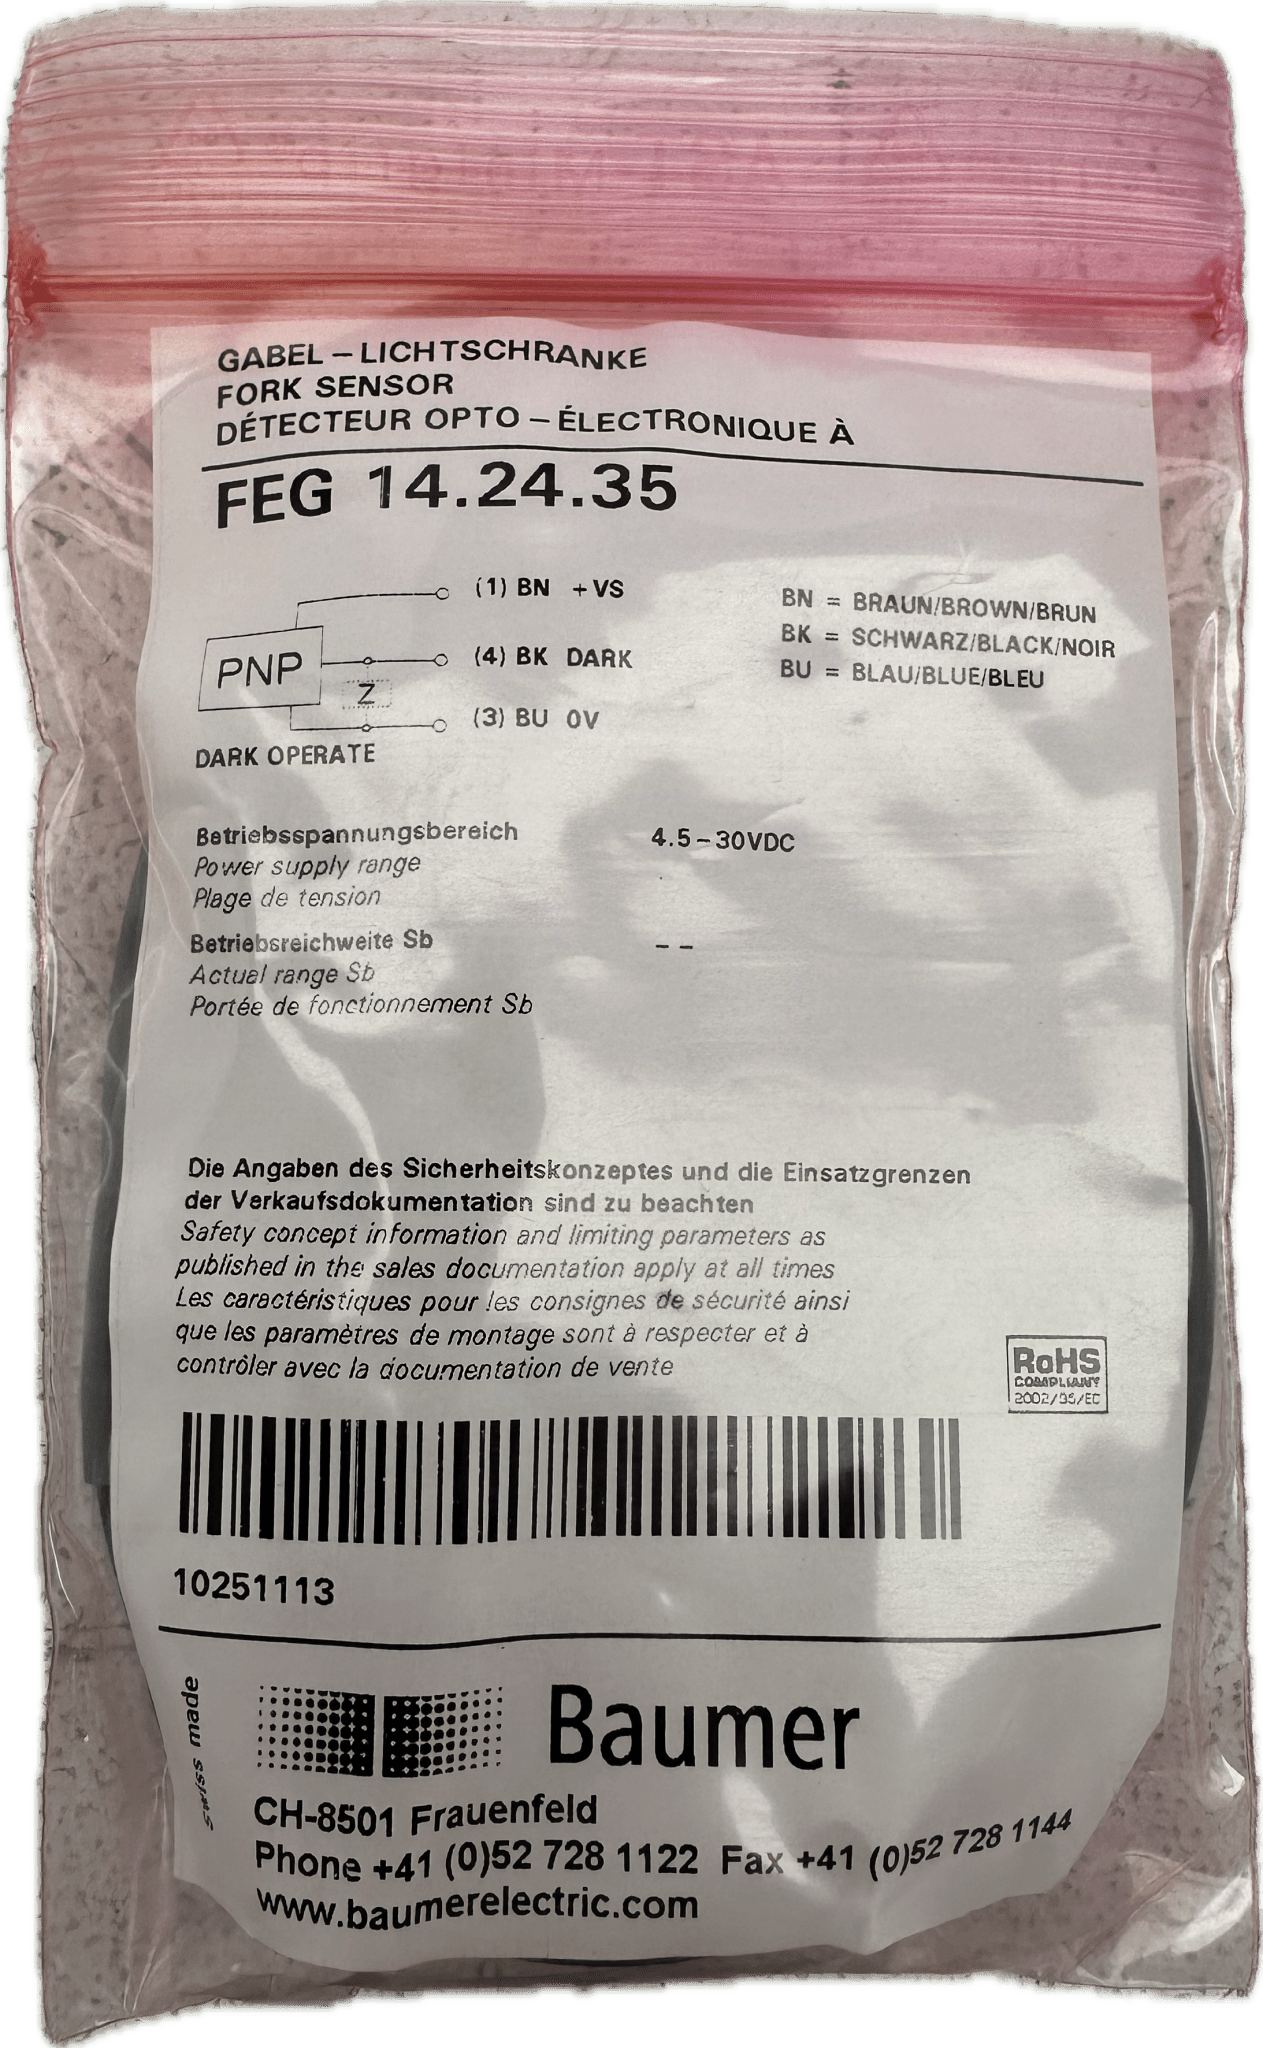 GABEL – LICHTSCHRANKE
FORK SENSOR
DÉTECTEUR OPTO – ÉLECTRONIQUE À
FEG 14.24.35
(1) BN +VS
PNP
(4) BK DARK
Z
(3) BU 0V
DARK OPERATE
BN = BRAUN/BROWN/BRUN
BK = SCHWARZ/BLACK/NOIR
BU = BLAU/BLUE/BLEU
Betriebsspannungsbereich 4.5–30VDC
Power supply range
Plage de tension
Betriebsreichweite Sb – –
Actual range Sb
Portée de fonctionnement Sb
Die Angaben des Sicherheitskonzeptes und die Einsatzgrenzen
der Verkaufsdokumentation sind zu beachten
Safety concept information and limiting parameters as
published in the sales documentation apply at all times
Les caractéristiques pour les consignes de sécurité ainsi
que les paramètres de montage sont à respecter et à
contrôler avec la documentation de vente
RoHS
COMPLIANT
2002/95/EC
10251113
swiss made
Baumer
CH-8501 Frauenfeld
Phone +41 (0)52 728 1122 Fax +41 (0)52 728 1144
www.baumerelectric.com